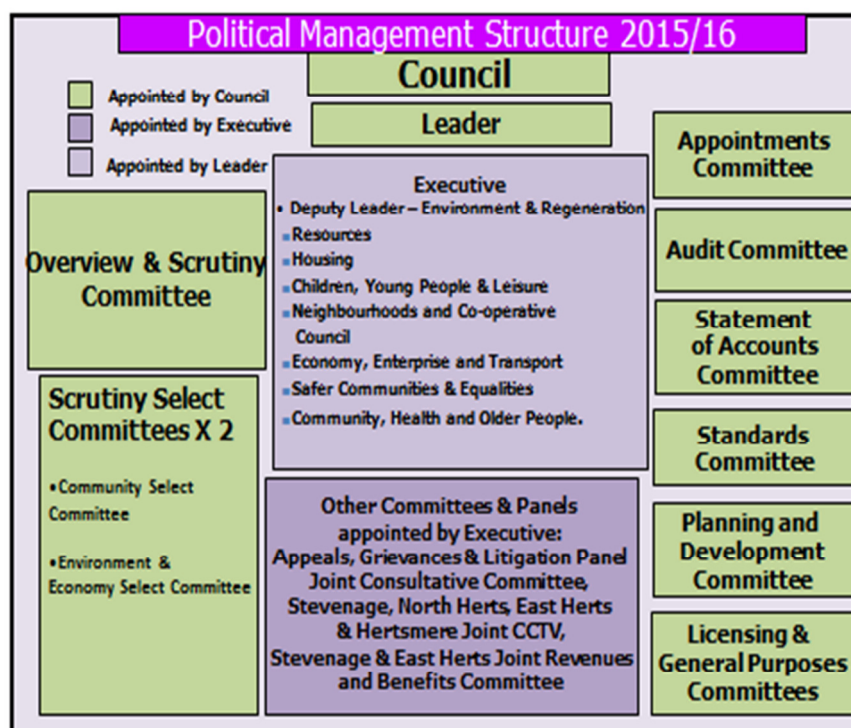 Political Management Structure 2015/16
Council
Leader
Appointed by Council
Appointed by Executive
Appointed by Leader
Overview & Scrutiny
Committee
Scrutiny Select
Committees X 2
•Community Select
Committee
•Environment &
Economy Select Committee
Executive
• Deputy Leader – Environment & Regeneration
▪Resources
▪Housing
▪Children, Young People & Leisure
▪Neighbourhoods and Co-operative
Council
▪Economy, Enterprise and Transport
▪Safer Communities & Equalities
▪Community, Health and Older People.
Other Committees & Panels
appointed by Executive:
Appeals, Grievances & Litigation Panel
Joint Consultative Committee,
Stevenage, North Herts, East Herts
& Hertsmere Joint CCTV,
Stevenage & East Herts Joint Revenues
and Benefits Committee
Appointments
Committee
Audit Committee
Statement
of Accounts
Committee
Standards
Committee
Planning and
Development
Committee
Licensing &
General Purposes
Committees